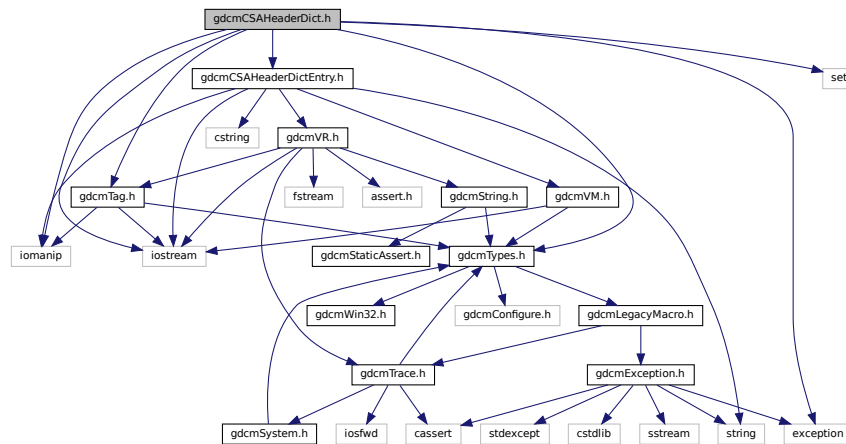 gdcmCSAHeaderDict.h
gdcmCSAHeaderDictEntry.h
set
cstring
gdcmVR.h
gdcmTag.h
fstream
assert.h
gdcmString.h
gdcmVM.h
iomanip
iostream
gdcmStaticAssert.h
gdcmTypes.h
gdcmWin32.h
gdcmConfigure.h
gdcmLegacyMacro.h
gdcmTrace.h
gdcmException.h
gdcmSystem.h
iosfwd
cassert
stdexcept
cstdlib
sstream
string
exception